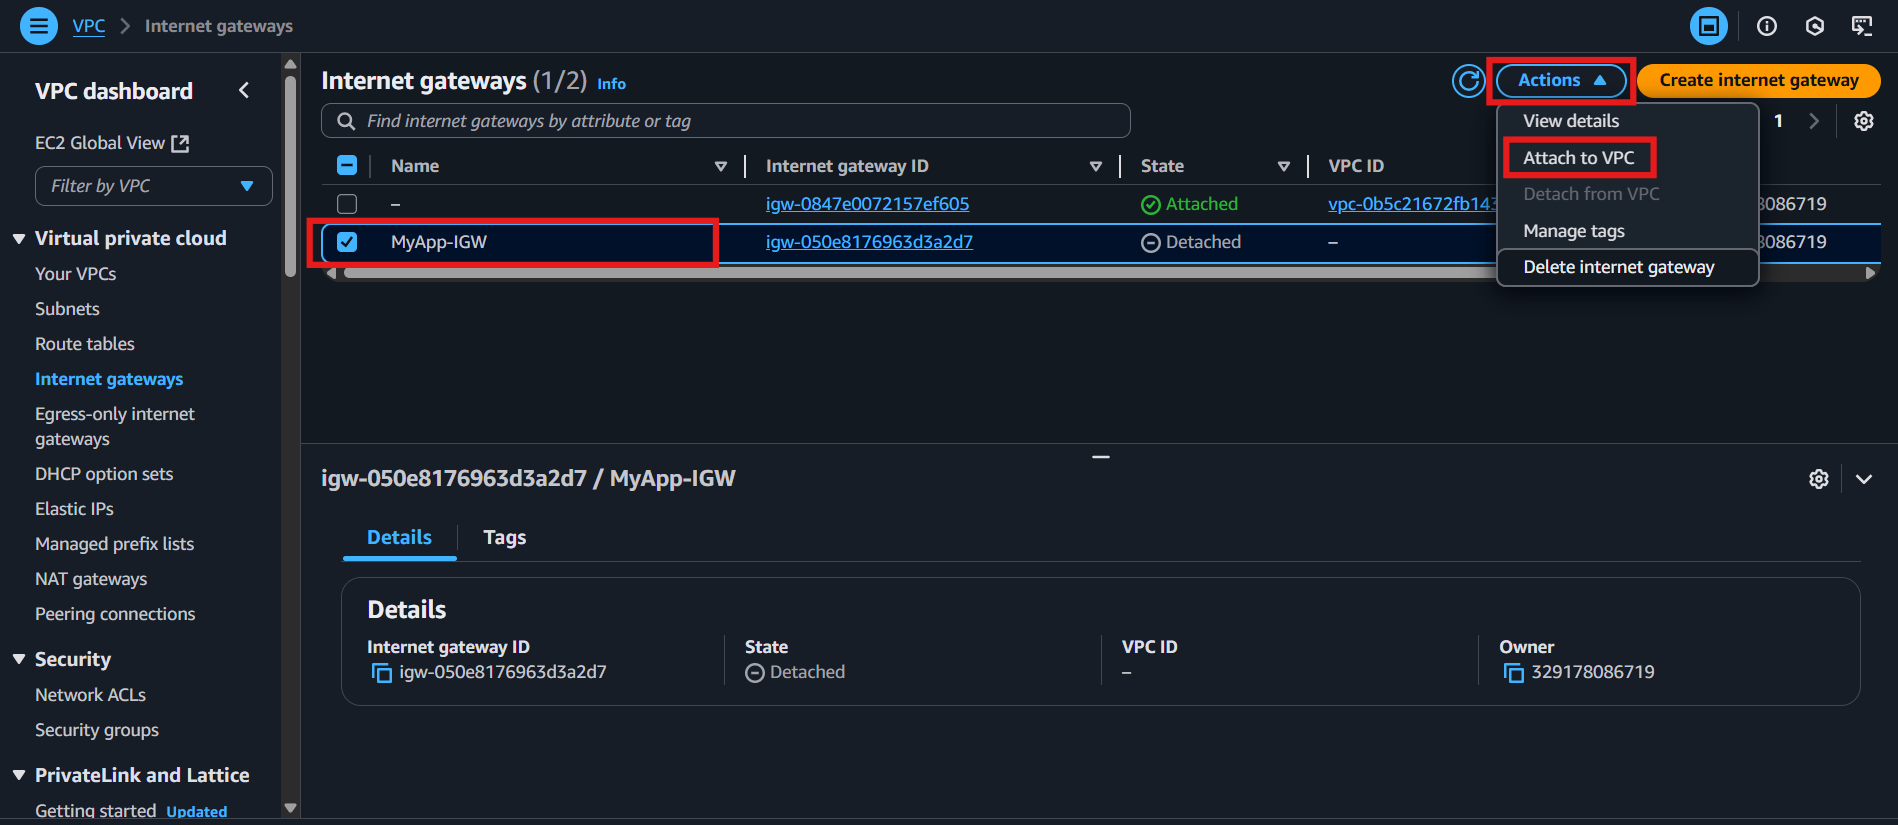 VPC > Internet gateways
VPC dashboard
EC2 Global View
Filter by VPC
Virtual private cloud
Your VPCs
Subnets
Route tables
Internet gateways
Egress-only internet
gateways
DHCP option sets
Elastic IPs
Managed prefix lists
NAT gateways
Peering connections
Security
Network ACLs
Security groups
PrivateLink and Lattice
Getting started Updated
Internet gateways (1/2) Info
Actions
Create internet gateway
Find internet gateways by attribute or tag
1
View details
Attach to VPC
Detach from VPC
Manage tags
Delete internet gateway
Name Internet gateway ID State VPC ID
– igw-0847e0072157ef605 Attached vpc-0b5c21672fb143 086719
MyApp-IGW igw-050e8176963d3a2d7 Detached – 086719
igw-050e8176963d3a2d7 / MyApp-IGW
Details Tags
Details
Internet gateway ID State VPC ID Owner
igw-050e8176963d3a2d7 Detached – 329178086719